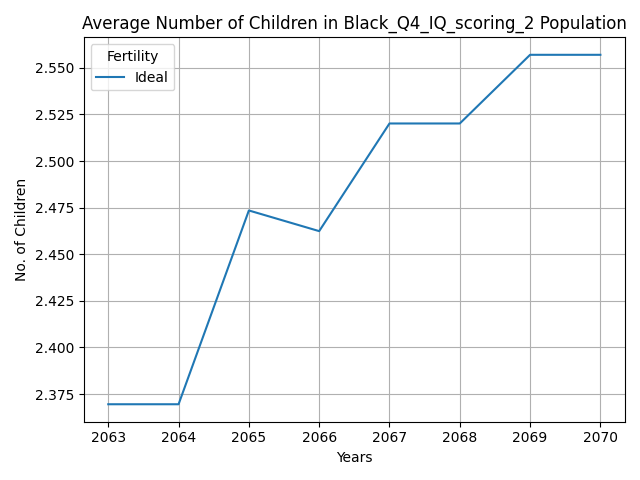 Average Number of Children in Black_Q4_IQ_scoring_2 Population
Fertility
Ideal
No. of Children
2.550
2.525
2.500
2.475
2.450
2.425
2.400
2.375
2063 2064 2065 2066 2067 2068 2069 2070
Years